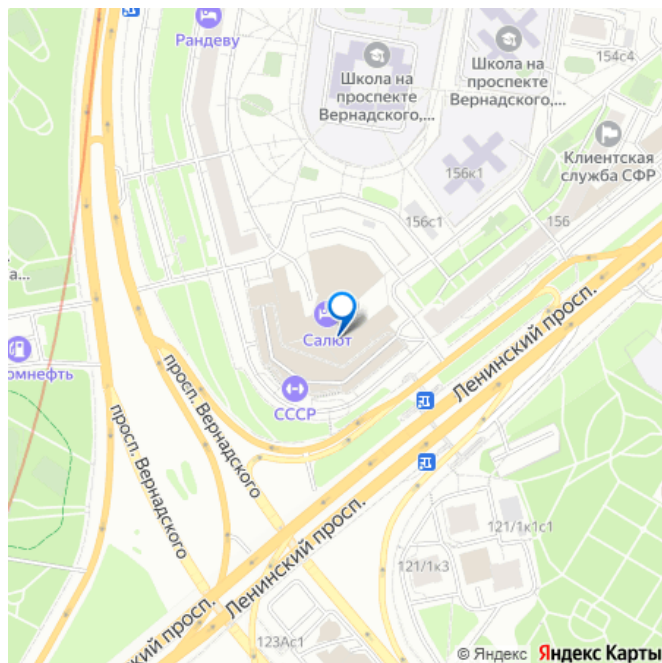 Рандеву
Школа на
проспекте
Вернадского,...
Школа на
проспекте
Вернадского,...
154с4
156к1
Клиентская
служба СФР
156с1
156
а...
Салют
омнефть
СССР
Ленинский просп.
просп. Вернадского
просп. Вернадского
Ленинский просп.
121/1к1с1
121/1к3
ский просп.
123Ас1
© Яндекс Яндекс Карты